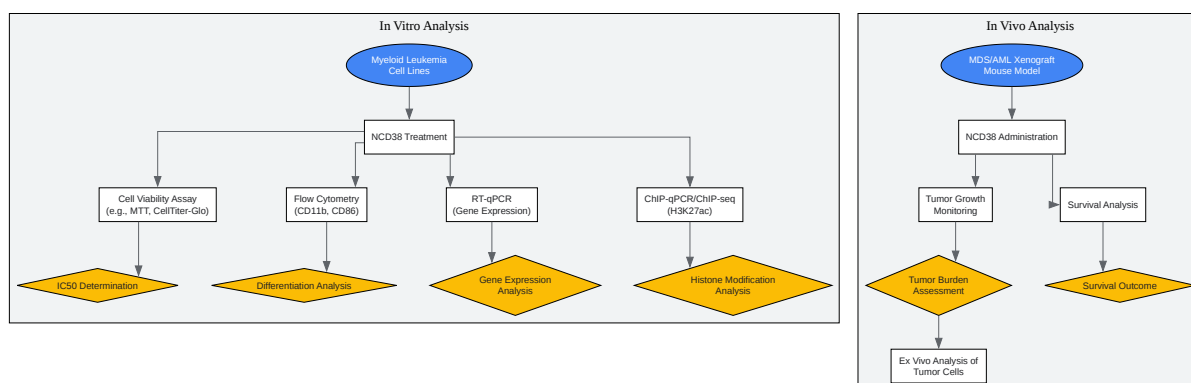 In Vitro Analysis
Myeloid Leukemia
Cell Lines
NCD38 Treatment
Cell Viability Assay
(e.g., MTT, CellTiter-Glo)
Flow Cytometry
(CD11b, CD86)
RT-qPCR
(Gene Expression)
ChIP-qPCR/ChIP-seq
(H3K27ac)
IC50 Determination
Differentiation Analysis
Gene Expression
Analysis
Histone Modification
Analysis
In Vivo Analysis
MDS/AML Xenograft
Mouse Model
NCD38 Administration
Tumor Growth
Monitoring
Survival Analysis
Tumor Burden
Assessment
Survival Outcome
Ex Vivo Analysis of
Tumor Cells